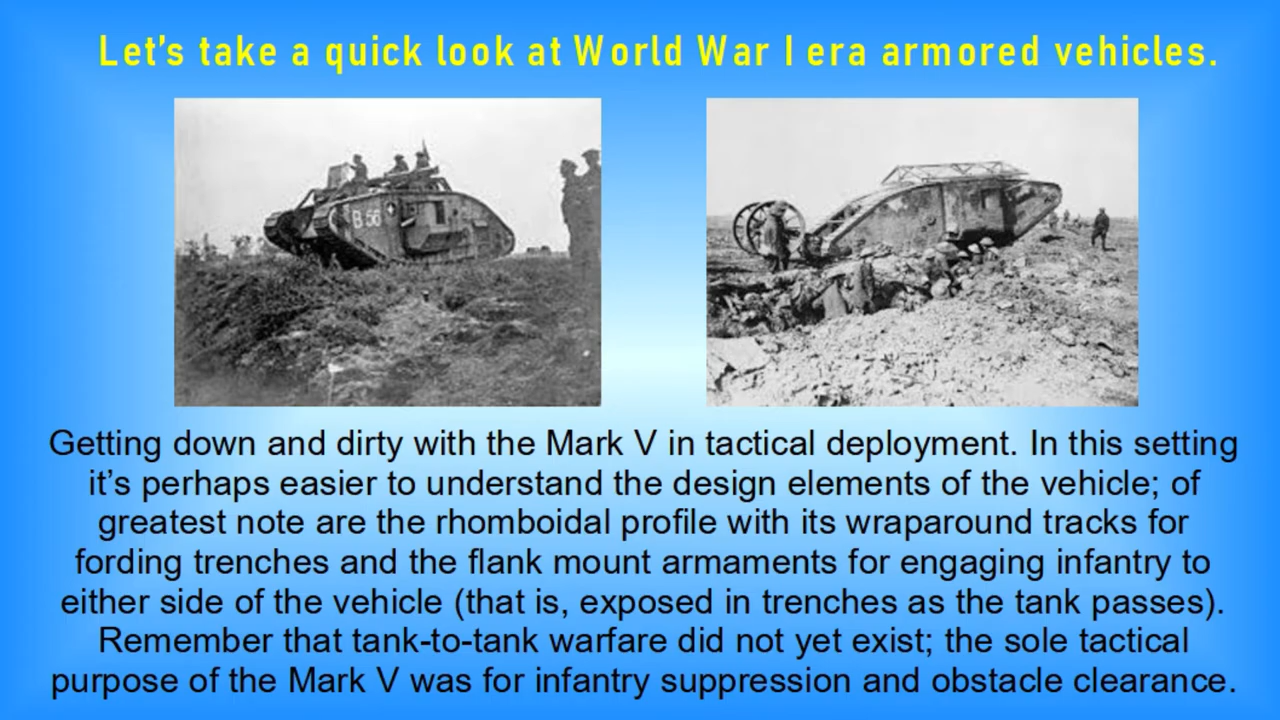 Let's take a quick look at World War I era armored vehicles.
B 56
Getting down and dirty with the Mark V in tactical deployment. In this setting
it’s perhaps easier to understand the design elements of the vehicle; of
greatest note are the rhomboidal profile with its wraparound tracks for
fording trenches and the flank mount armaments for engaging infantry to
either side of the vehicle (that is, exposed in trenches as the tank passes).
Remember that tank-to-tank warfare did not yet exist; the sole tactical
purpose of the Mark V was for infantry suppression and obstacle clearance.